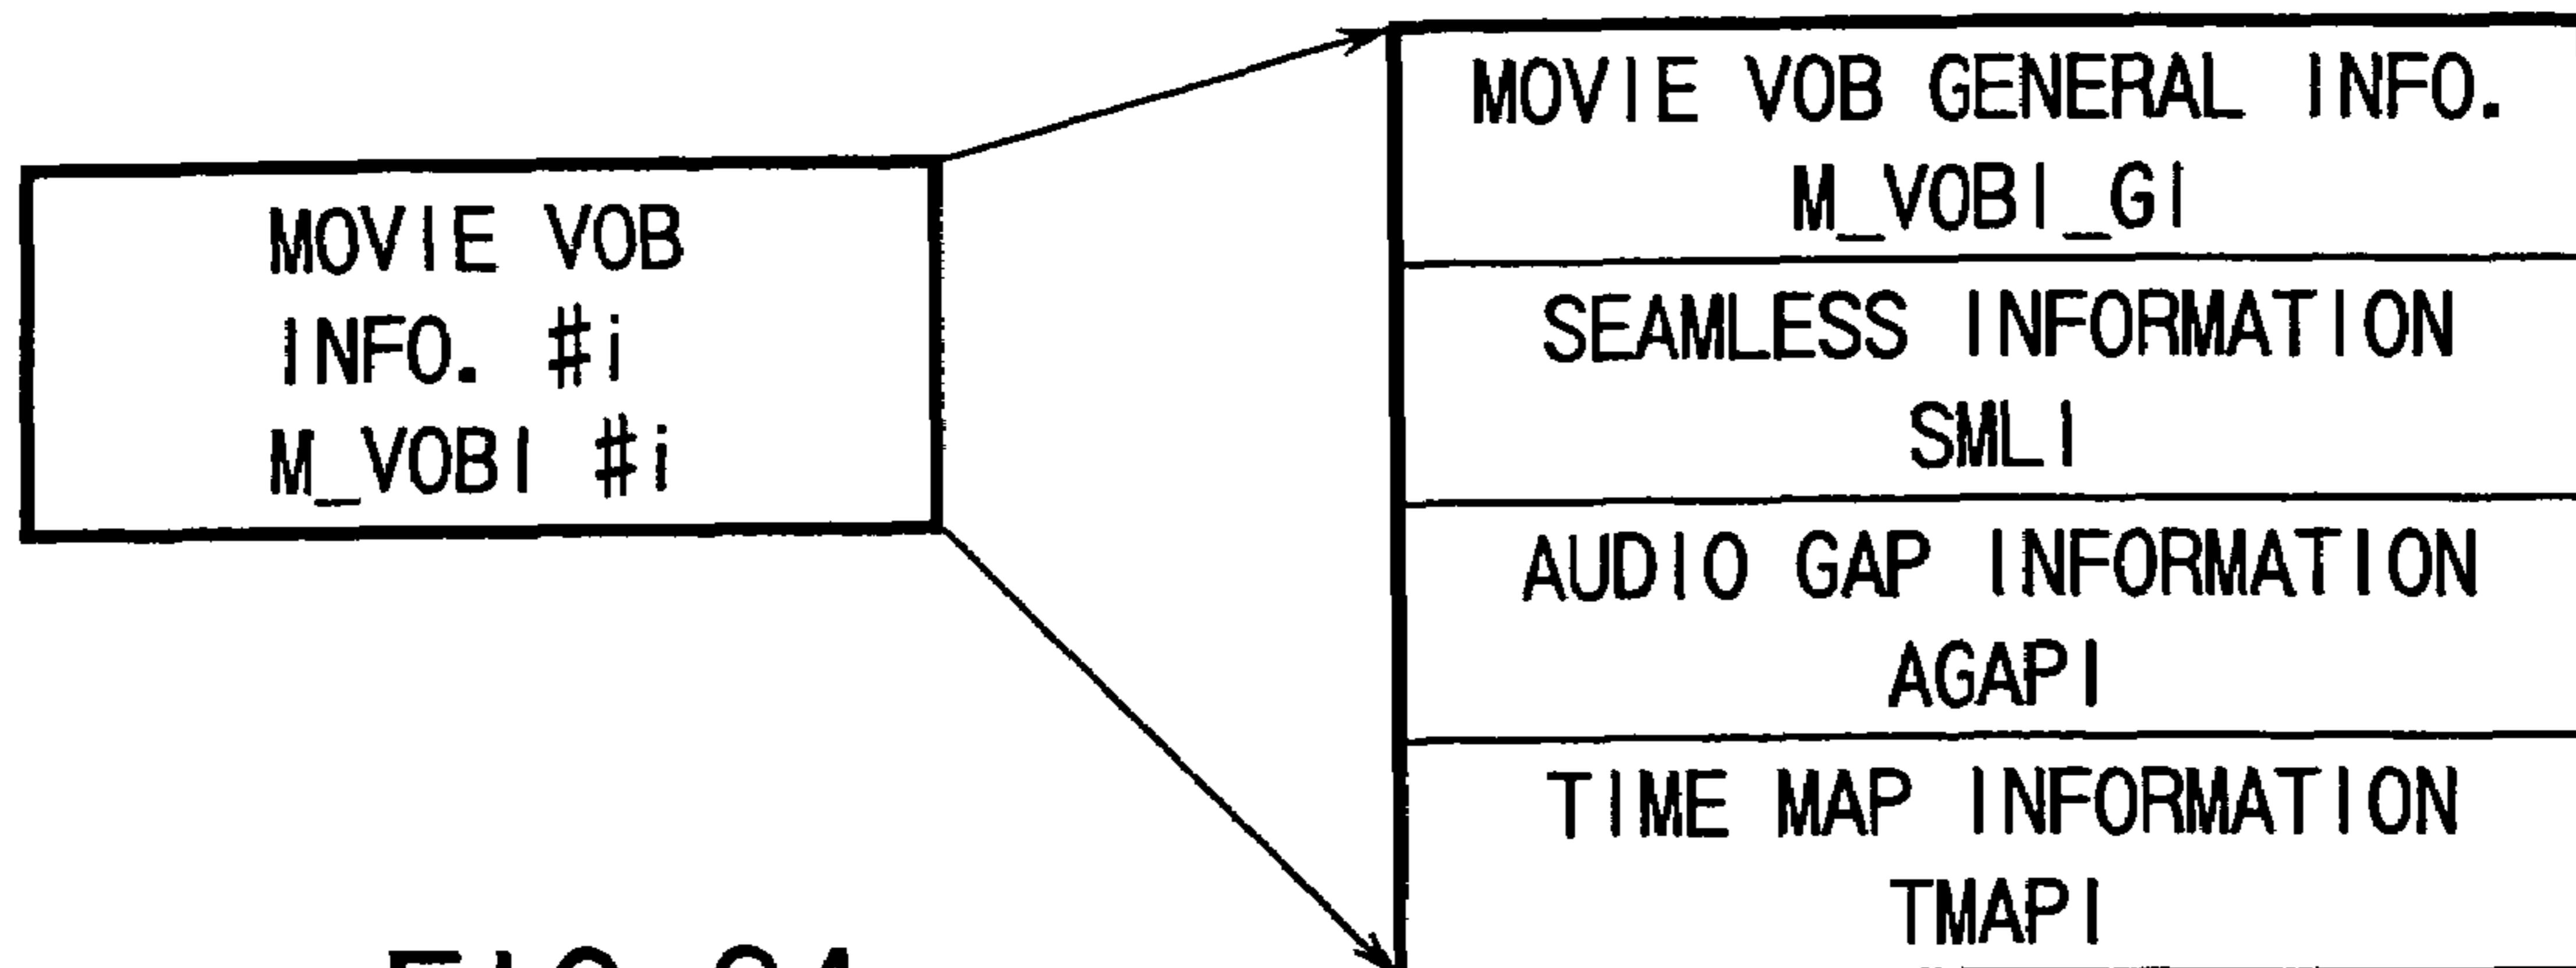 MOVIE VOB
INFO. #i
M_VOBI #i
MOVIE VOB GENERAL INFO.
M_VOBI_GI
SEAMLESS INFORMATION
SMLI
AUDIO GAP INFORMATION
AGAPI
TIME MAP INFORMATION
TMAPI